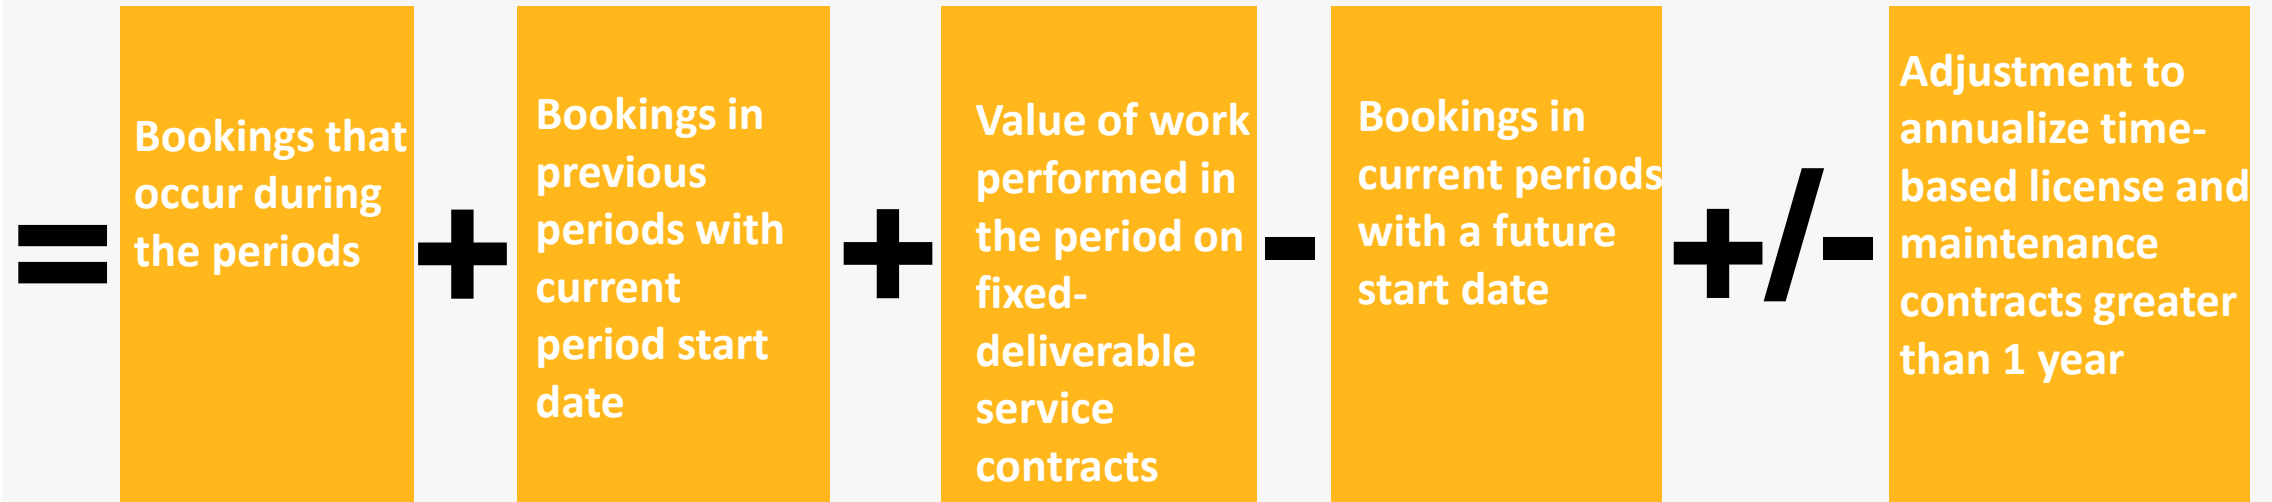 =
Bookings that
occur during
the periods
+
Bookings in
previous
periods with
current
period start
date
+
Value of work
performed in
the period on
fixed-
deliverable
service
contracts
-
Bookings in
current periods
with a future
start date
+/-
Adjustment to
annualize time-
based license and
maintenance
contracts greater
than 1 year